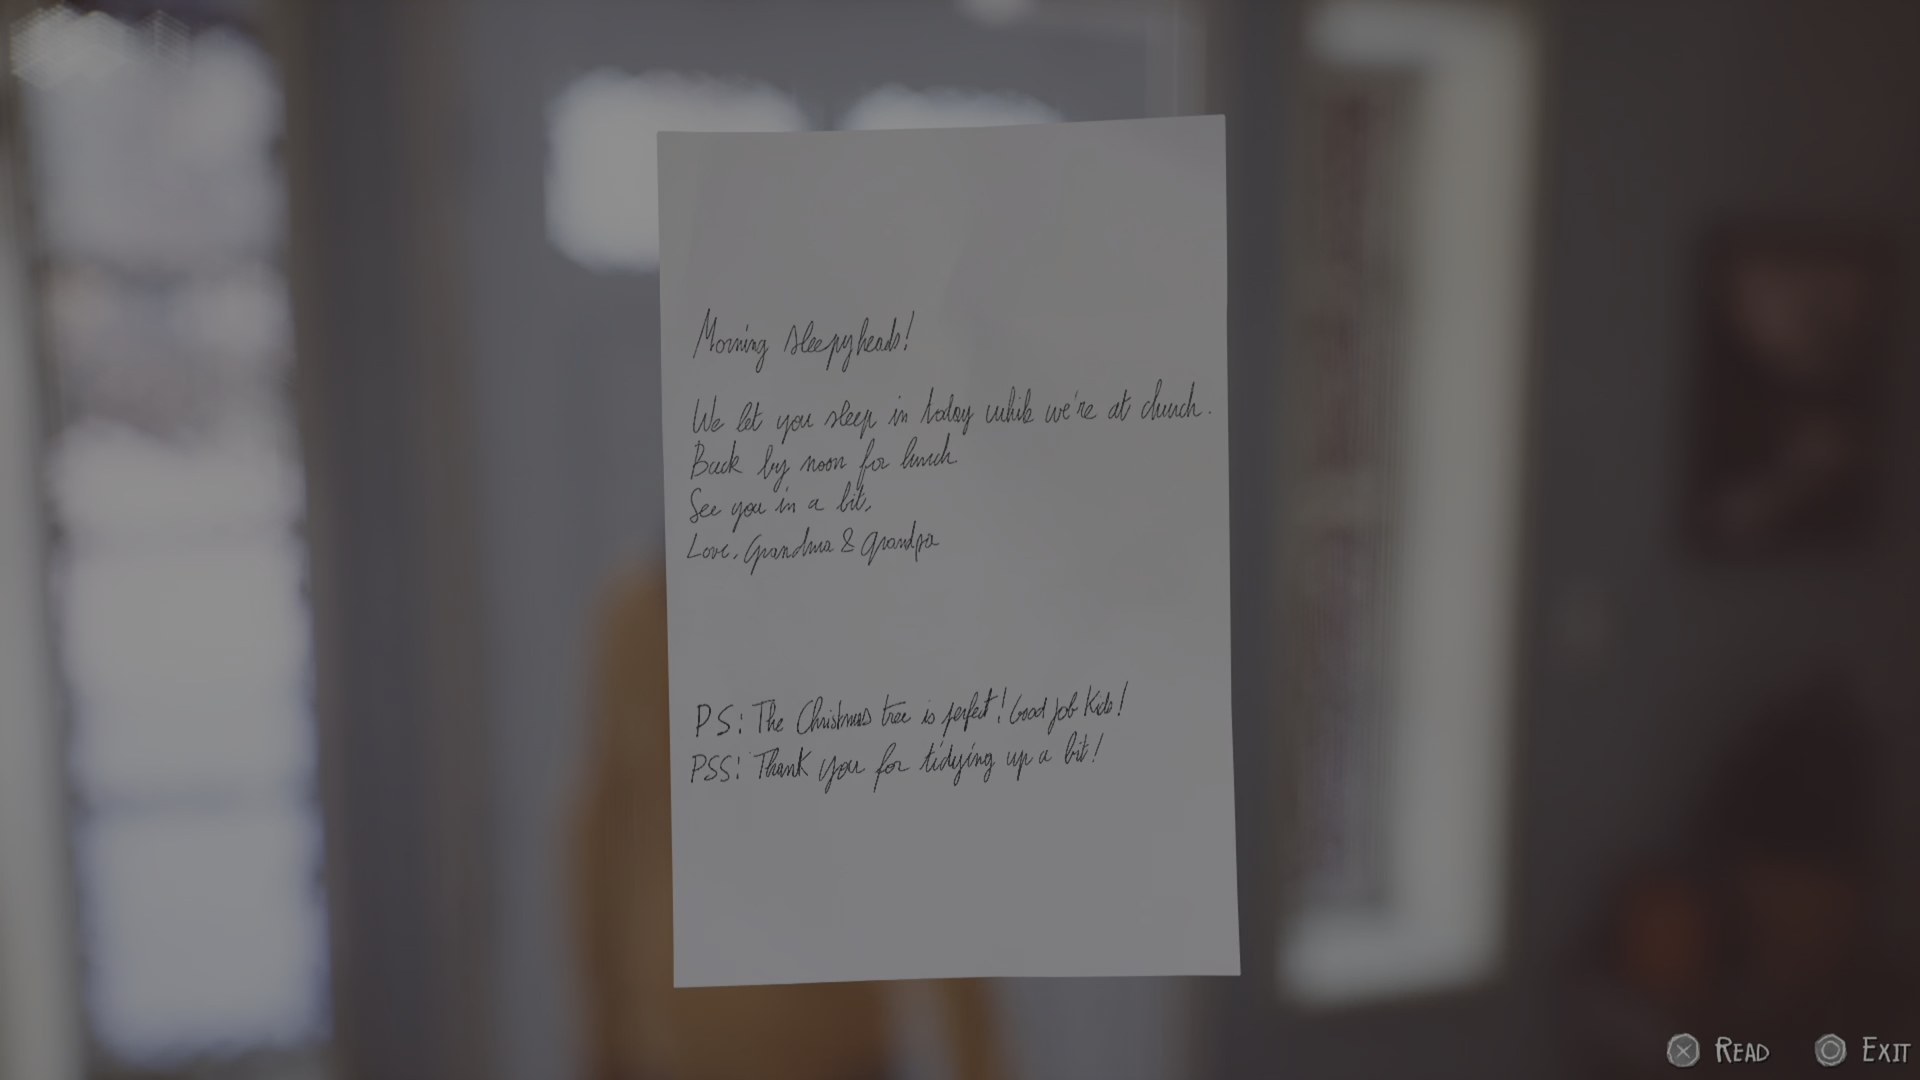 Morning sleepyheads!
We let you sleep in today while we're at church.
Back by noon for lunch
See you in a bit,
Love, Grandma & Grandpa
PS: The Christmas tree is perfect! Good job Kids!
PSS: Thank you for tidying up a bit!
READ EXIT